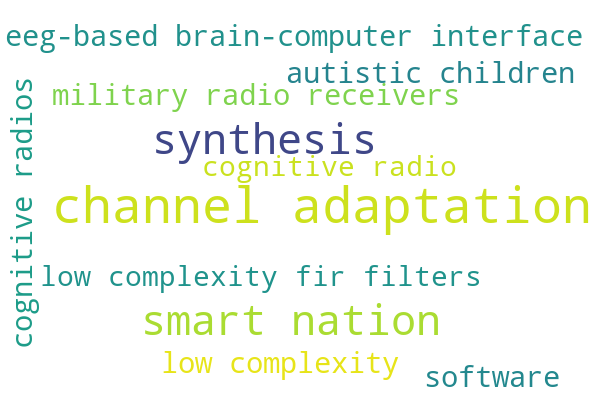 eeg-based brain-computer interface
autistic children
military radio receivers
synthesis
cognitive radio
channel adaptation
cognitive radios
low complexity fir filters
smart nation
low complexity
software